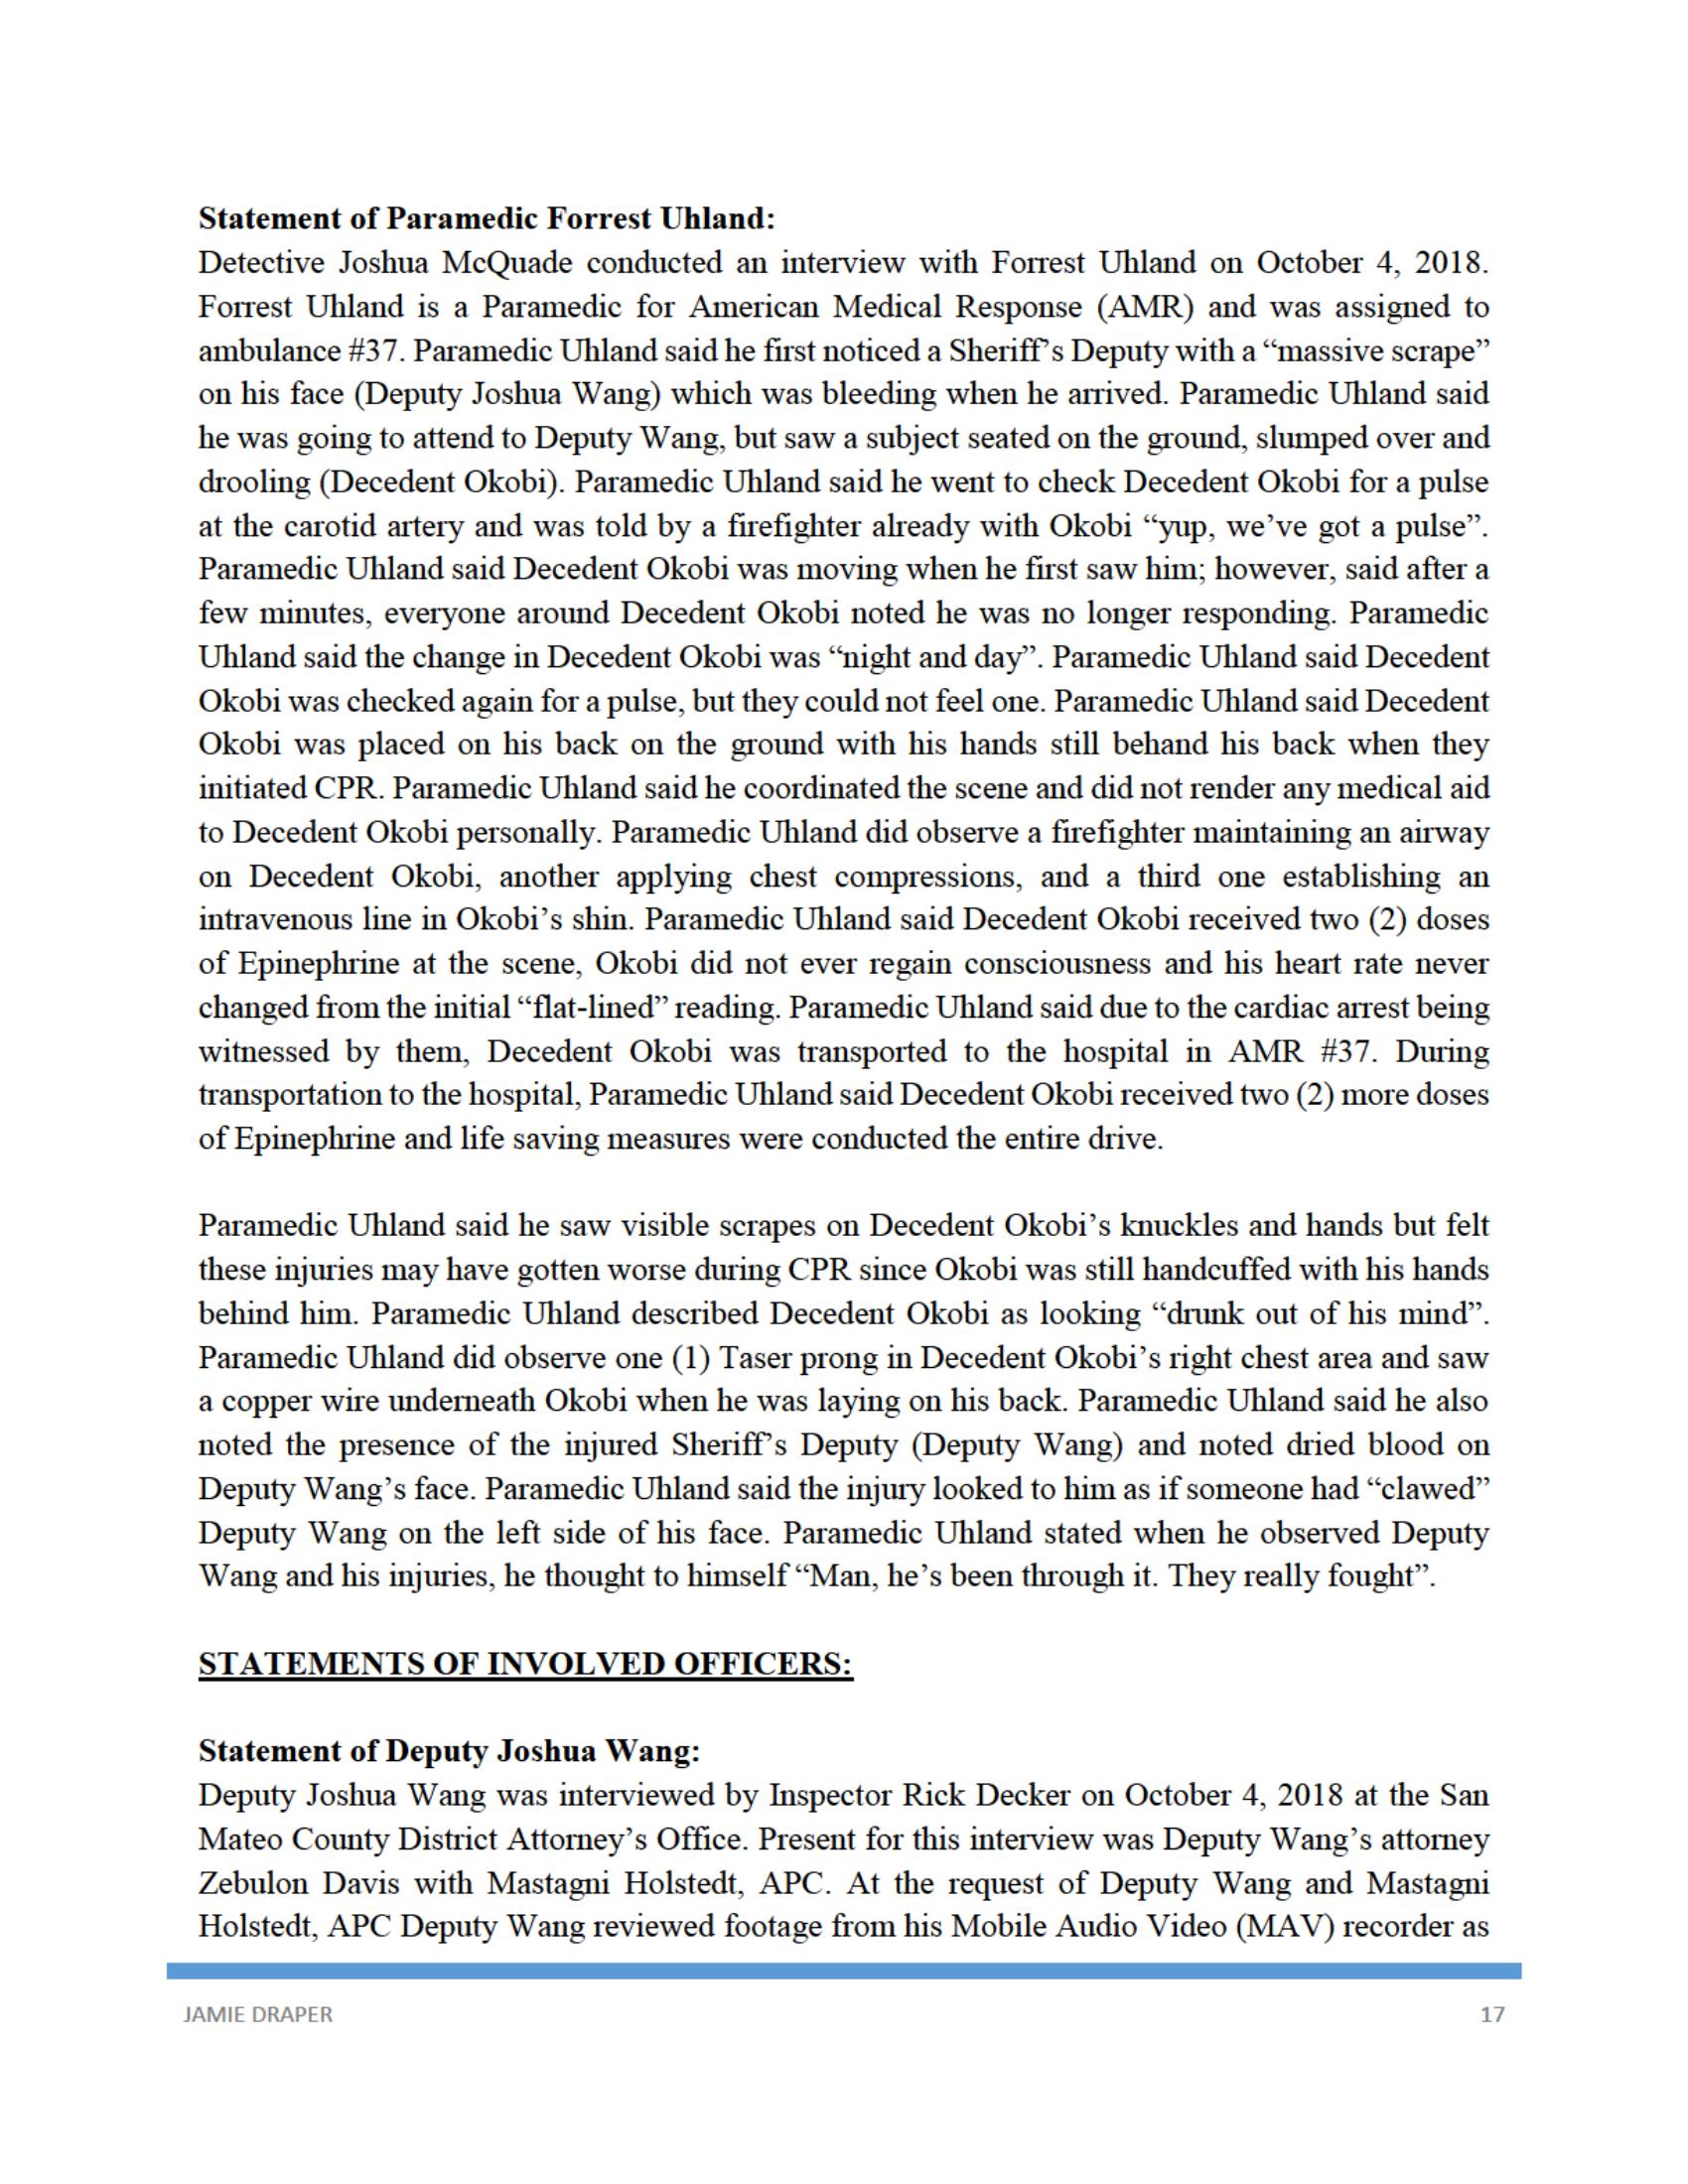 Statement of Paramedic Forrest Uhland:
Detective Joshua McQuade conducted an interview with Forrest Uhland on October 4, 2018.
Forrest Uhland is a Paramedic for American Medical Response (AMR) and was assigned to
ambulance #37. Paramedic Uhland said he first noticed a Sheriff’s Deputy with a “massive scrape”
on his face (Deputy Joshua Wang) which was bleeding when he arrived. Paramedic Uhland said
he was going to attend to Deputy Wang, but saw a subject seated on the ground, slumped over and
drooling (Decedent Okobi). Paramedic Uhland said he went to check Decedent Okobi for a pulse
at the carotid artery and was told by a firefighter already with Okobi “yup, we’ve got a pulse”.
Paramedic Uhland said Decedent Okobi was moving when he first saw him; however, said after a
few minutes, everyone around Decedent Okobi noted he was no longer responding. Paramedic
Uhland said the change in Decedent Okobi was “night and day”. Paramedic Uhland said Decedent
Okobi was checked again for a pulse, but they could not feel one. Paramedic Uhland said Decedent
Okobi was placed on his back on the ground with his hands still behand his back when they
initiated CPR. Paramedic Uhland said he coordinated the scene and did not render any medical aid
to Decedent Okobi personally. Paramedic Uhland did observe a firefighter maintaining an airway
on Decedent Okobi, another applying chest compressions, and a third one establishing an
intravenous line in Okobi’s shin. Paramedic Uhland said Decedent Okobi received two (2) doses
of Epinephrine at the scene, Okobi did not ever regain consciousness and his heart rate never
changed from the initial “flat-lined” reading. Paramedic Uhland said due to the cardiac arrest being
witnessed by them, Decedent Okobi was transported to the hospital in AMR #37. During
transportation to the hospital, Paramedic Uhland said Decedent Okobi received two (2) more doses
of Epinephrine and life saving measures were conducted the entire drive.
Paramedic Uhland said he saw visible scrapes on Decedent Okobi’s knuckles and hands but felt
these injuries may have gotten worse during CPR since Okobi was still handcuffed with his hands
behind him. Paramedic Uhland described Decedent Okobi as looking “drunk out of his mind”.
Paramedic Uhland did observe one (1) Taser prong in Decedent Okobi’s right chest area and saw
a copper wire underneath Okobi when he was laying on his back. Paramedic Uhland said he also
noted the presence of the injured Sheriff’s Deputy (Deputy Wang) and noted dried blood on
Deputy Wang’s face. Paramedic Uhland said the injury looked to him as if someone had “clawed”
Deputy Wang on the left side of his face. Paramedic Uhland stated when he observed Deputy
Wang and his injuries, he thought to himself “Man, he’s been through it. They really fought”.
STATEMENTS OF INVOLVED OFFICERS:
Statement of Deputy Joshua Wang:
Deputy Joshua Wang was interviewed by Inspector Rick Decker on October 4, 2018 at the San
Mateo County District Attorney’s Office. Present for this interview was Deputy Wang’s attorney
Zebulon Davis with Mastagni Holstedt, APC. At the request of Deputy Wang and Mastagni
Holstedt, APC Deputy Wang reviewed footage from his Mobile Audio Video (MAV) recorder as
JAMIE DRAPER 17